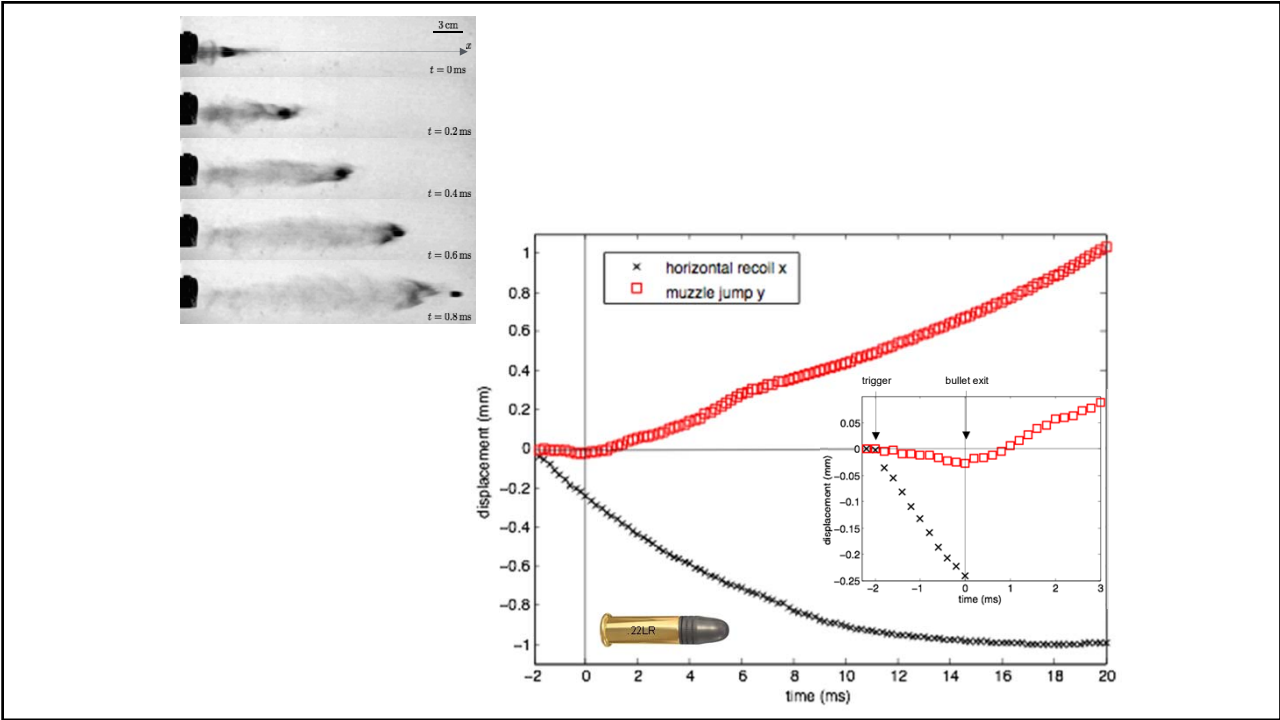 3 cm
x
t = 0 ms
t = 0.2 ms
t = 0.4 ms
t = 0.6 ms
t = 0.8 ms
1
0.8
0.6
0.4
0.2
0
−0.2
−0.4
−0.6
−0.8
−1
displacement (mm)
horizontal recoil x
muzzle jump y
trigger
bullet exit
0.05
0
−0.05
−0.1
−0.15
−0.2
−0.25
displacement (mm)
−2 −1 0 1 2 3
time (ms)
.22LR
−2 0 2 4 6 8 10 12 14 16 18 20
time (ms)